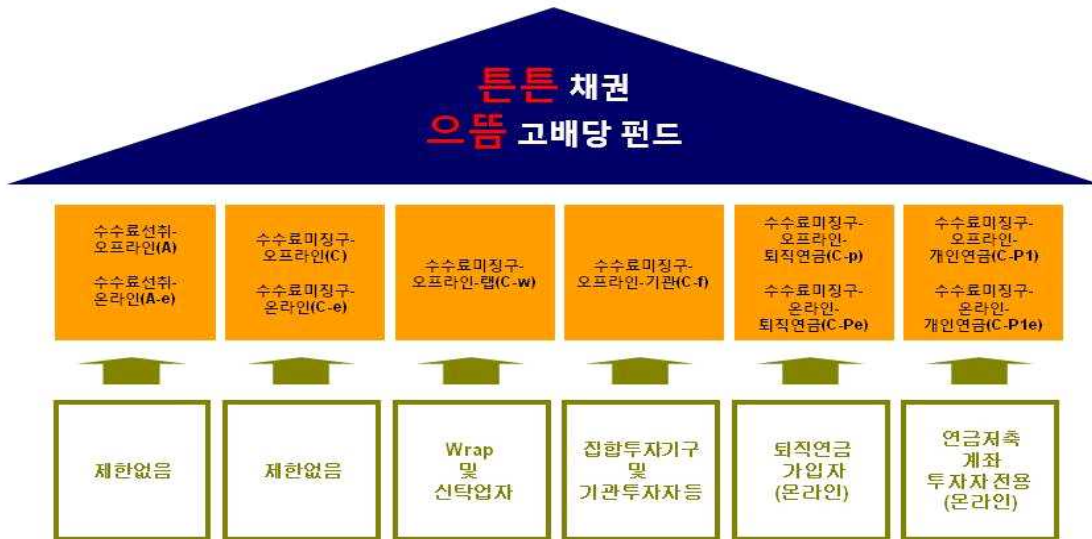 튼튼 채권
으뜸 고배당 펀드
수수료선취-
오프라인(A)
수수료선취-
온라인(A-e)
수수료미징구-
오프라인(C)
수수료미징구-
온라인(C-e)
수수료미징구-
오프라인-랩(C-w)
수수료미징구-
오프라인-기관(C-f)
수수료미징구-
오프라인-
퇴직연금(C-p)
수수료미징구-
온라인-
퇴직연금(C-Pe)
수수료미징구-
오프라인-
개인연금(C-P1)
수수료미징구-
온라인-
개인연금(C-P1e)
제한없음
제한없음
Wrap
및
신탁업자
집합투자기구
및
기관투자자등
퇴직연금
가입자
(온라인)
연금저축
계좌
투자자전용
(온라인)